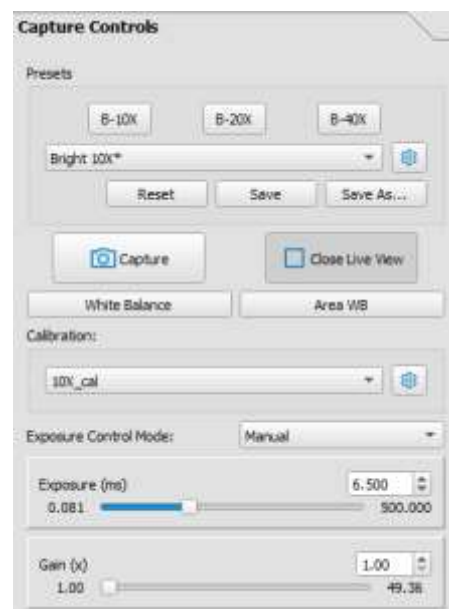 Capture Controls
Presets
B-10X B-20X B-40X
Bright 10X*
Reset Save Save As...
Capture Close Live View
White Balance Area WB
Calibration:
10X_cal
Exposure Control Mode: Manual
Exposure (ms) 6.500
0.081 500.000
Gain (x) 1.00
1.00 49.36